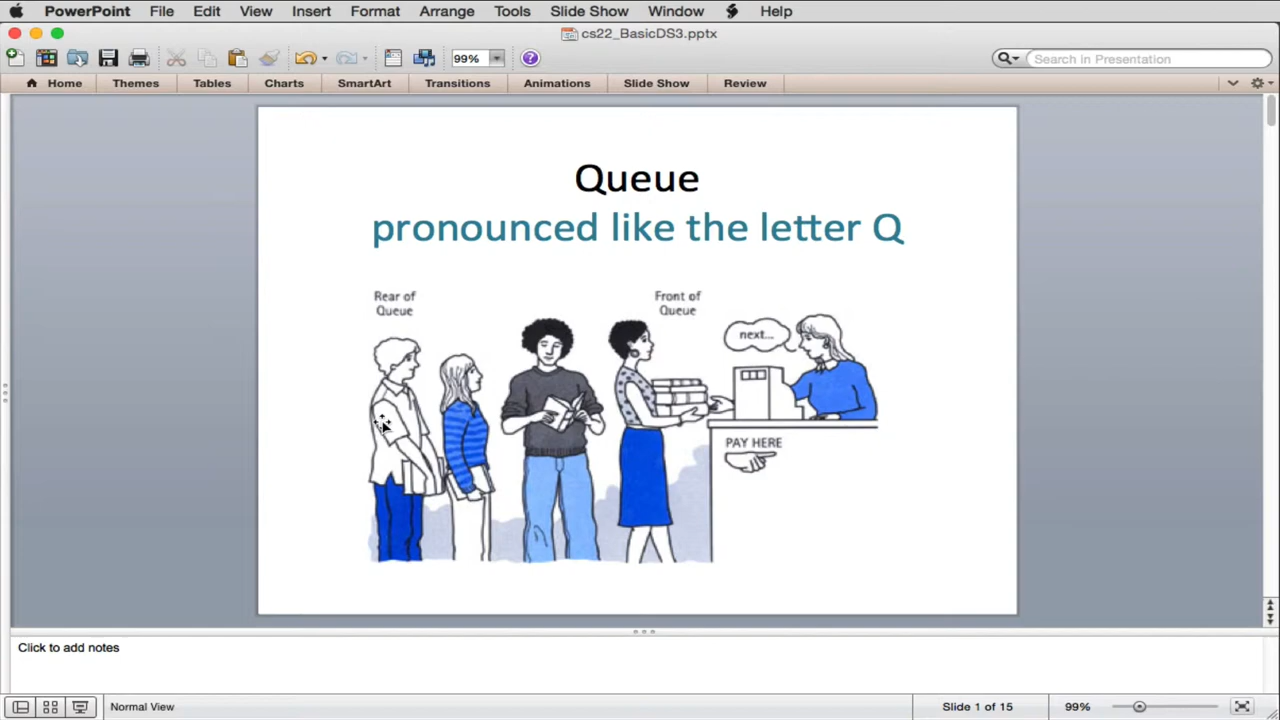 PowerPoint File Edit View Insert Format Arrange Tools Slide Show Window Help
cs22_BasicDS3.pptx
99% Search in Presentation
Home Themes Tables Charts SmartArt Transitions Animations Slide Show Review
Queue
pronounced like the letter Q
Rear of
Queue
Front of
Queue
next...
PAY HERE
Click to add notes
Normal View Slide 1 of 15 99%